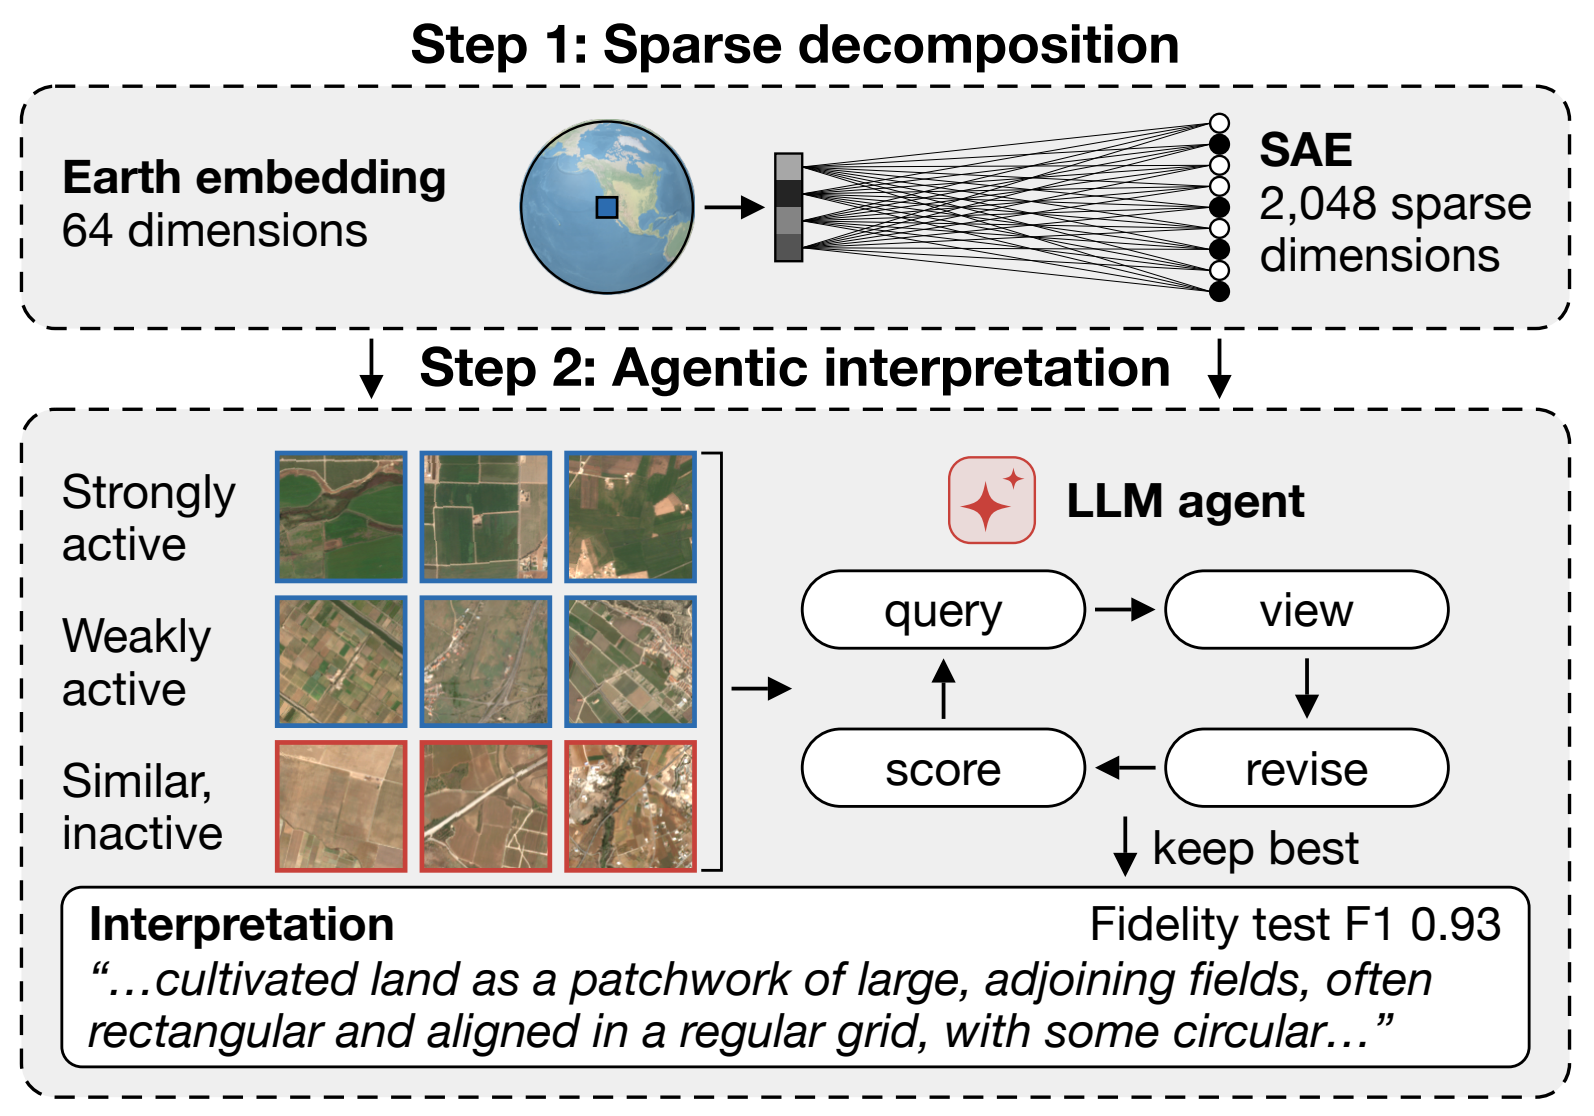 Step 1: Sparse decomposition
Earth embedding
64 dimensions
SAE
2,048 sparse
dimensions
Step 2: Agentic interpretation
Strongly
active
Weakly
active
Similar,
inactive
LLM agent
query
view
score
revise
keep best
Interpretation
Fidelity test F1 0.93
“…cultivated land as a patchwork of large, adjoining fields, often
rectangular and aligned in a regular grid, with some circular…”